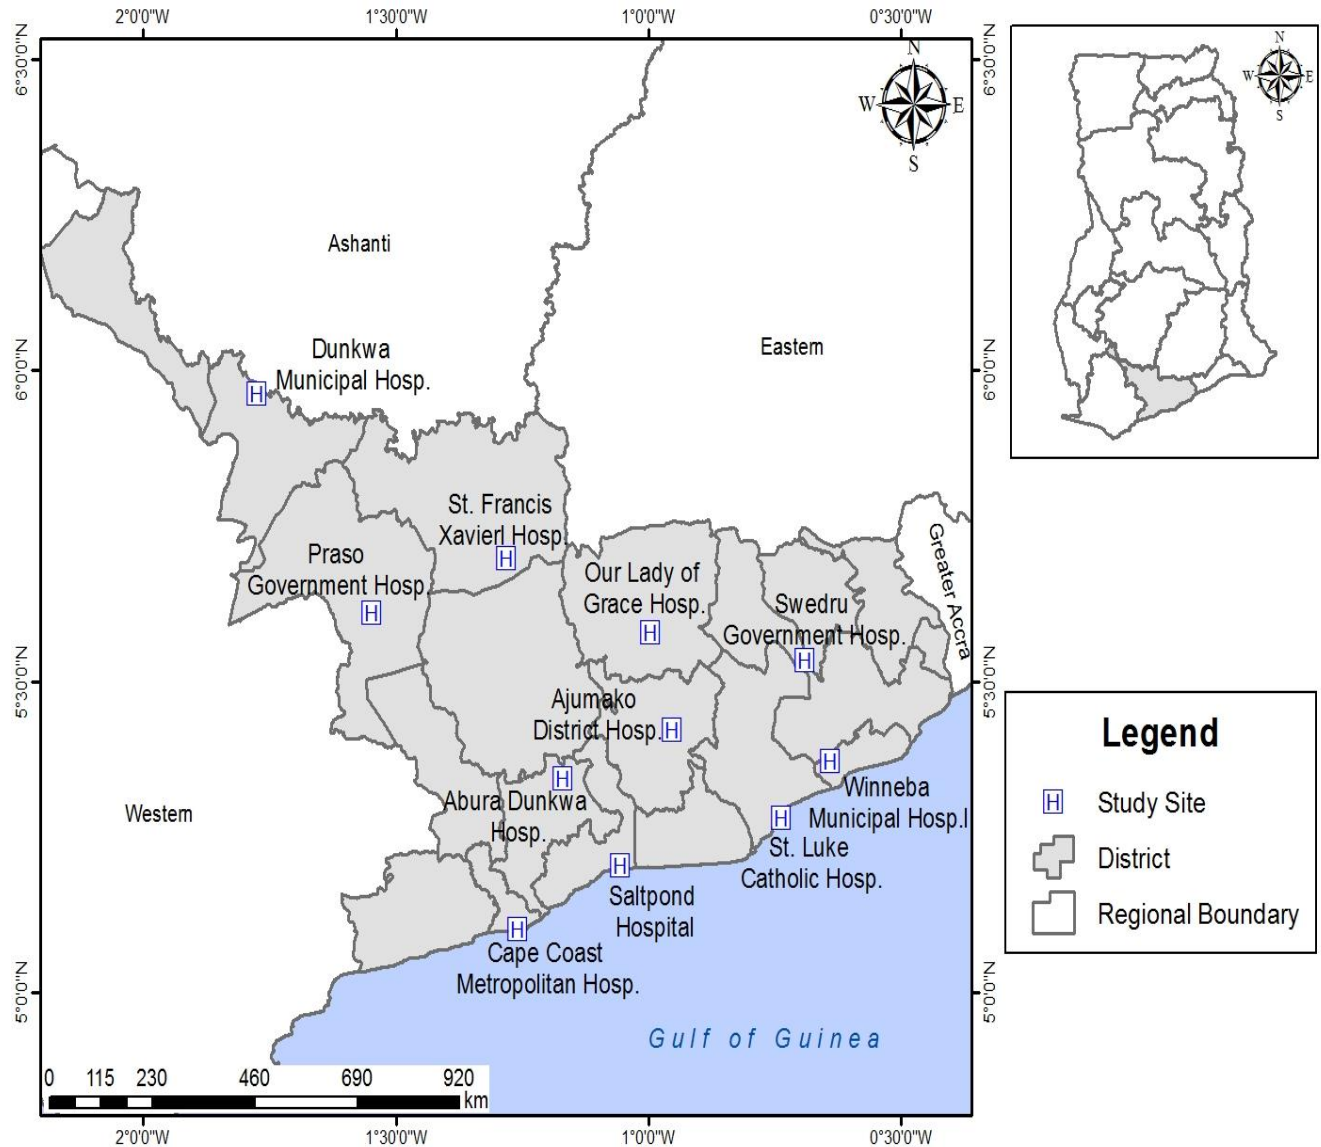 2°0'0"W 1°30'0"W 1°0'0"W 0°30'0"W
6°30'0"N
6°30'0"N
N
W E
S
N
W E
S
Ashanti
Eastern
Dunkwa
Municipal Hosp.
6°0'0"N
6°0'0"N
St. Francis
Xavierl Hosp.
Praso
Government Hosp.
Our Lady of
Grace Hosp.
Swedru
Government Hosp.
Greater Accra
5°30'0"N
5°30'0"N
Ajumako
District Hosp.
Abura Dunkwa
Hosp.
Western
Winneba
Municipal Hosp.l
St. Luke
Catholic Hosp.
Saltpond
Hospital
Cape Coast
Metropolitan Hosp.
5°0'0"N
5°0'0"N
Gulf of Guinea
0 115 230 460 690 920
km
2°0'0"W 1°30'0"W 1°0'0"W 0°30'0"W
H
H
H
H
H
H
H
H
H
H
H
Legend
H Study Site
District
Regional Boundary